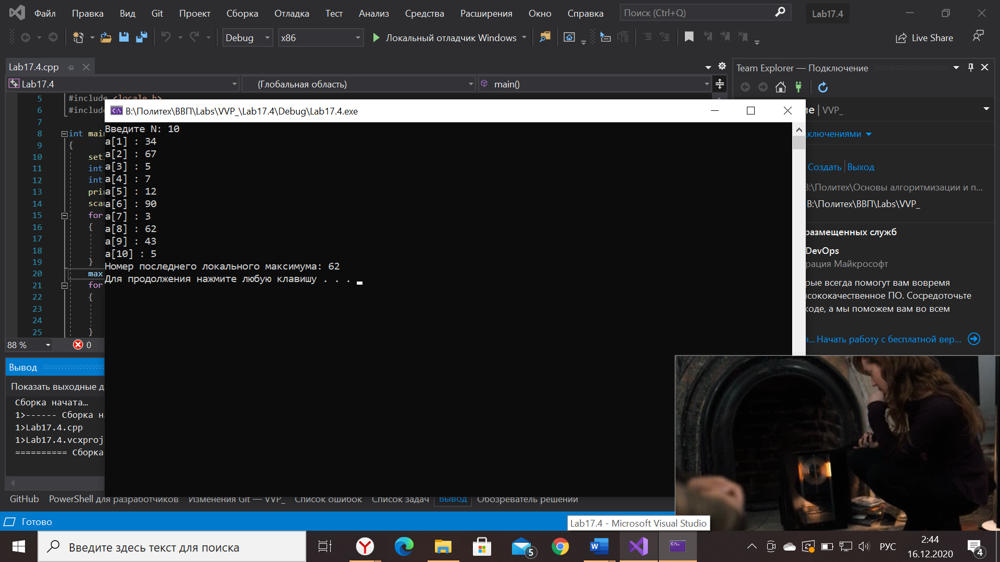 Файл Правка Вид Git Проект Сборка Отладка Тест Анализ Средства Расширения Окно Справка Поиск (Ctrl+Q) Lab17.4
Debug x86 Локальный отладчик Windows Live Share
Lab17.4.cpp
Lab17.4 (Глобальная область) main()
Team Explorer — Подключение
5 #include <locale.h>
6 #include
7
8 int main
9 {
10 setl
11 int
12 int
13 prin
14 scan
15 for
16 {
17
18
19 }
20 max
21 for
22 {
23
24
25 }
88 % 0
В:\Политех\ВВП\Labs\VVP_\Lab17.4\Debug\Lab17.4.exe
Введите N: 10
a[1] : 34
a[2] : 67
a[3] : 5
a[4] : 7
a[5] : 12
a[6] : 90
a[7] : 3
a[8] : 62
a[9] : 43
a[10] : 5
Номер последнего локального максимума: 62
Для продолжения нажмите любую клавишу . . .
ие | VVP_
ключениями
Создать Выход
В:\Политех\Основы алгоритмизации и п...
В:\Политех\ВВП\Labs\VVP_
размещенных служб
DevOps
рация Майкрософт
рые всегда помогут вам вовремя
сококачественное ПО. Сосредоточьте
коде, а мы поможем вам во всем
я... Начать работу с бесплатной вер...
Вывод
Показать выходные д
Сборка начата…
1>------ Сборка на
1>Lab17.4.cpp
1>Lab17.4.vcxproj
========== Сборка
GitHub PowerShell для разработчиков Изменения Git — VVP_ Список ошибок Список задач Вывод Обозреватель решений
Готово
Lab17.4 - Microsoft Visual Studio
Введите здесь текст для поиска
5
РУС
2:44
16.12.2020
4